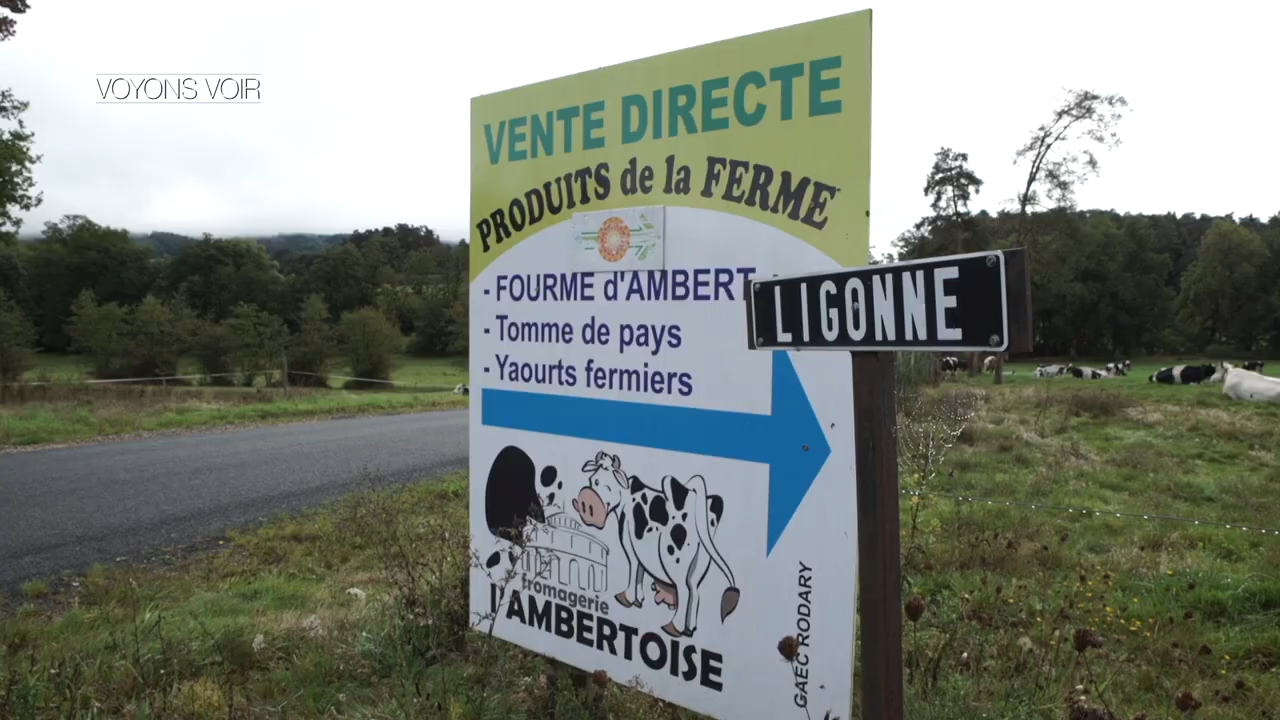 VOYONS VOIR
VENTE DIRECTE
PRODUITS de la FERME
- FOURME d'AMBERT
- Tomme de pays
- Yaourts fermiers
LIGONNE
fromagerie
l'AMBERTOISE
GAEC RODARY